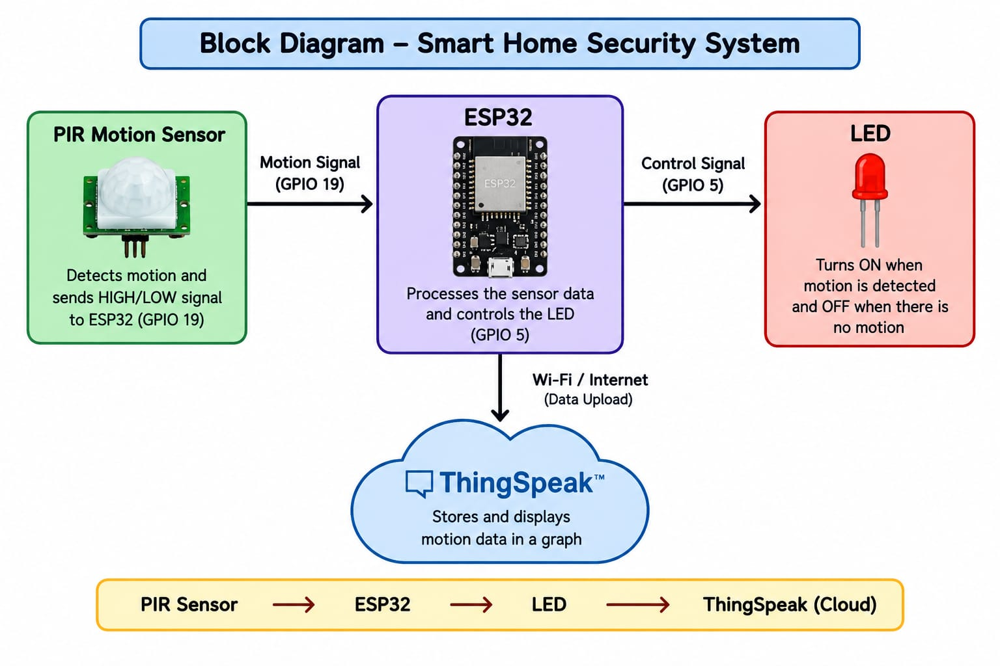 Block Diagram – Smart Home Security System
PIR Motion Sensor
Detects motion and
sends HIGH/LOW signal
to ESP32 (GPIO 19)
Motion Signal
(GPIO 19)
ESP32
ESP32
Processes the sensor data
and controls the LED
(GPIO 5)
Control Signal
(GPIO 5)
LED
Turns ON when
motion is detected
and OFF when there is
no motion
Wi-Fi / Internet
(Data Upload)
ThingSpeak™
Stores and displays
motion data in a graph
PIR Sensor → ESP32 → LED → ThingSpeak (Cloud)